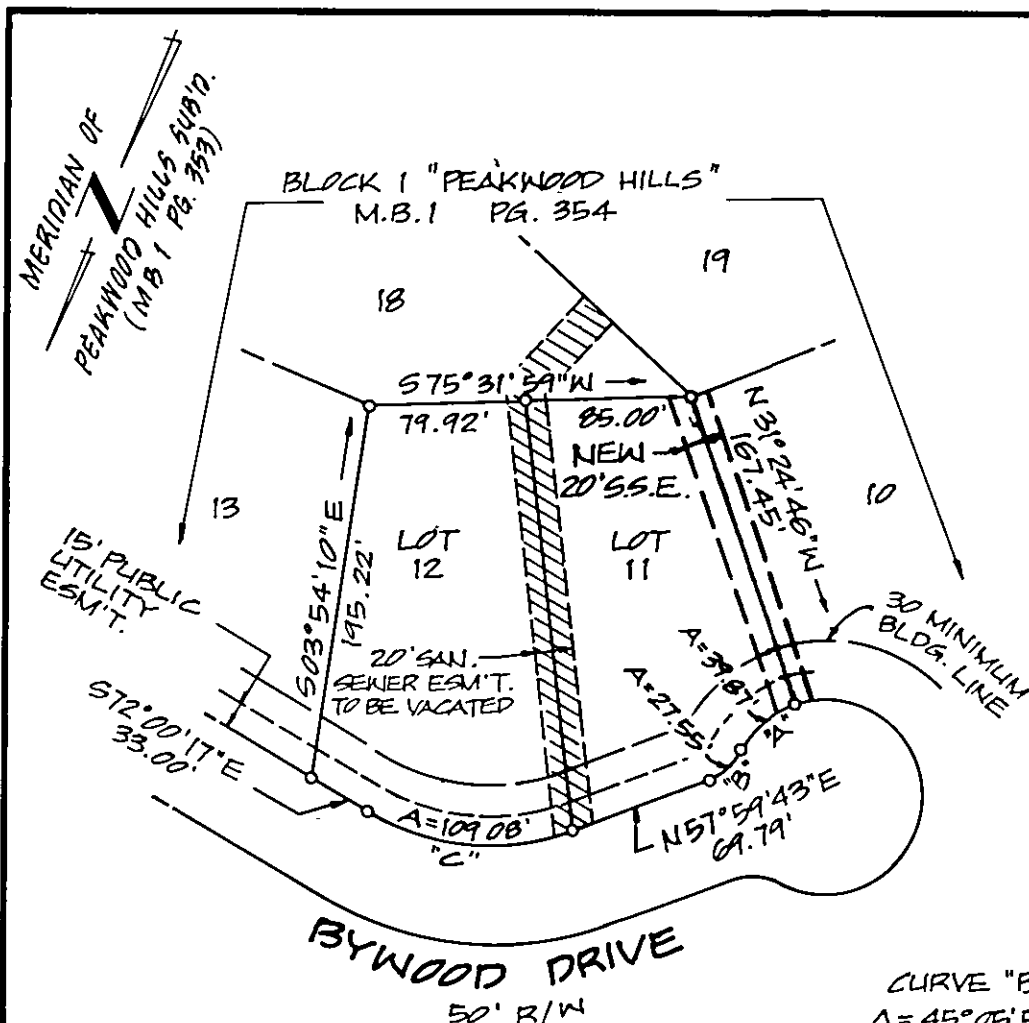 MERIDIAN OF
N
PEAKWOOD HILLS SUB'D.
(M B 1 PG. 353)
BLOCK 1 "PEAKWOOD HILLS"
M.B.1 PG. 354
18
19
S75°31'59"W
79.92'
85.00'
NEW
20'S.S.E.
N31°24'46"W
167.45'
13
10
LOT
12
LOT
11
15' PUBLIC
UTILITY
ESM'T.
S03°54'10"E
195.22'
20' SAN.
SEWER ESM'T.
TO BE VACATED
A=39.87'
A=27.55'
30 MINIMUM
BLDG. LINE
S72°00'17"E
33.00'
"A"
"B"
A=109.08'
"C"
N57°59'43"E
69.79'
BYWOOD DRIVE
50' R/W
CURVE "B